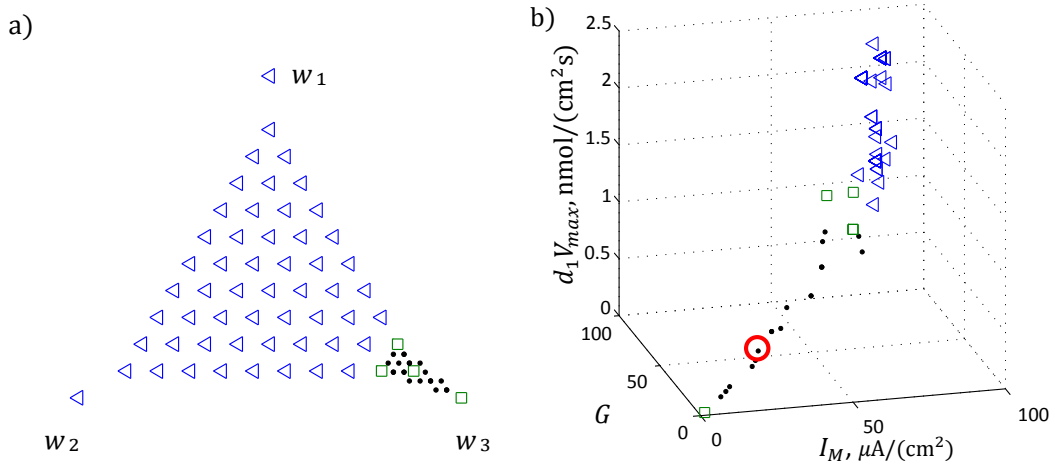 a)
w₁
w₂
w₃
b)
d₁Vₘₐₓ, nmol/(cm²s)
2.5
2
1.5
1
0.5
0
100
50
0
G
0
50
100
I_M, µA/(cm²)